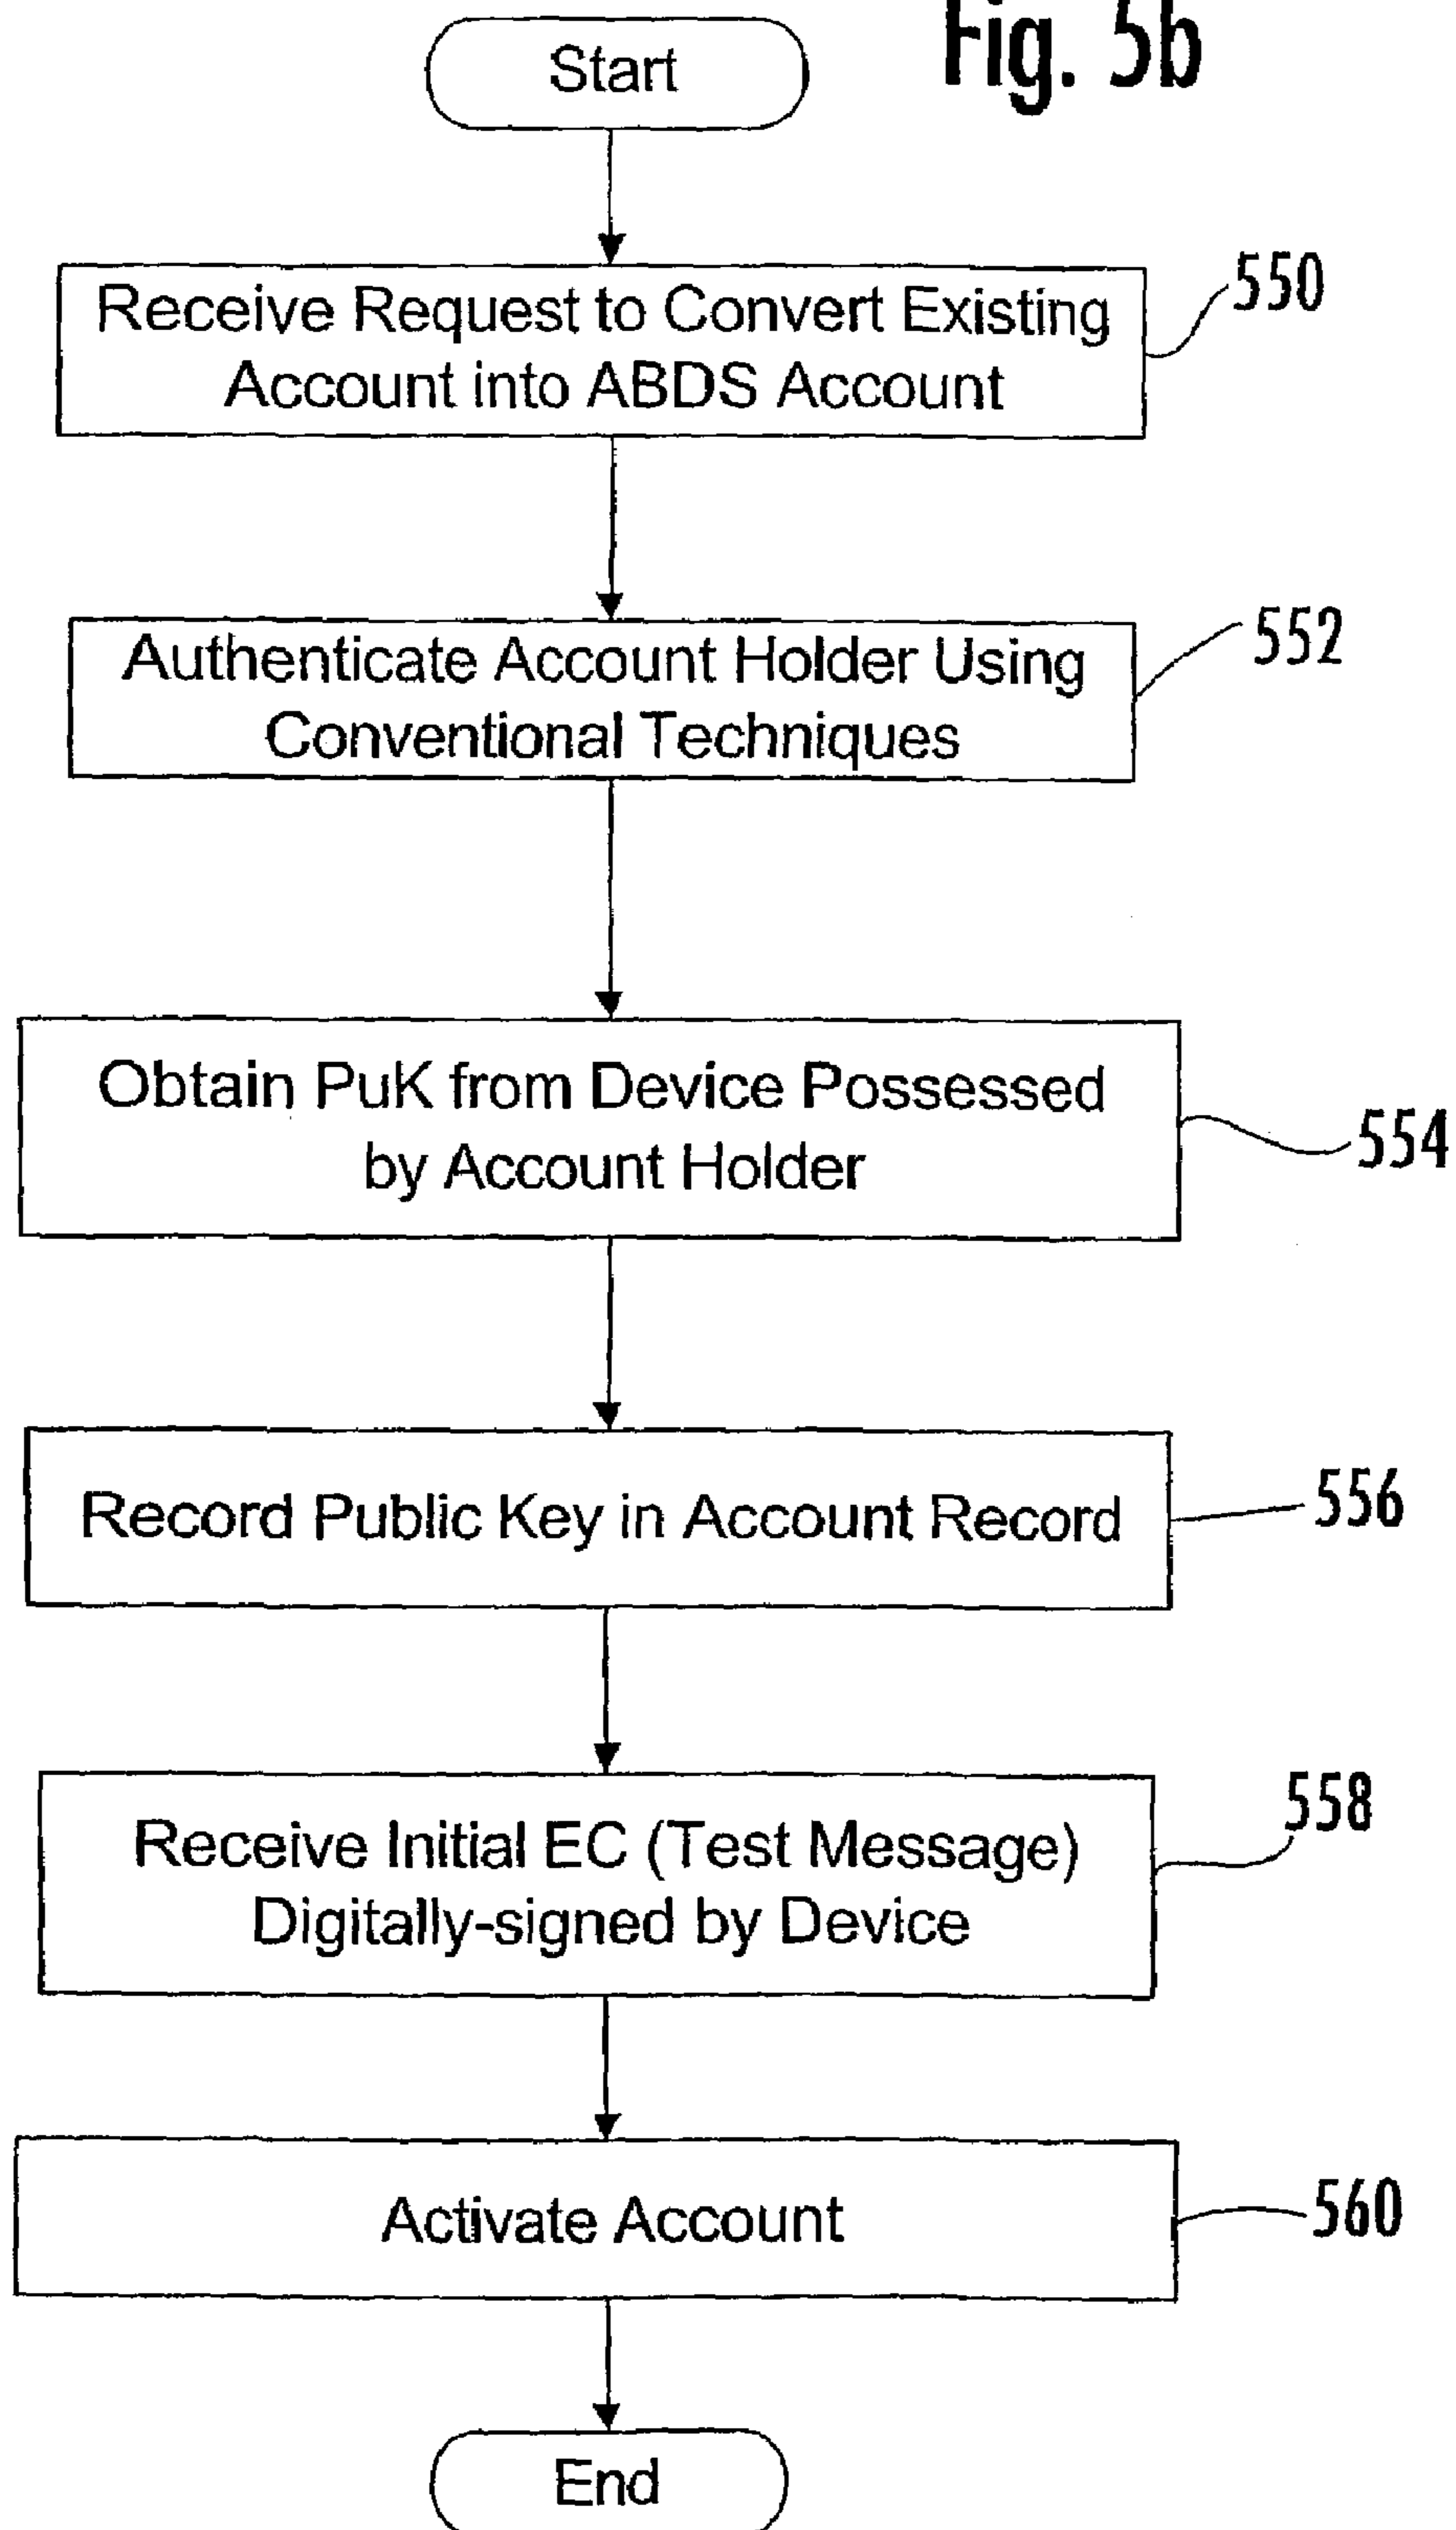 Fig. 5b
Start
Receive Request to Convert Existing
Account into ABDS Account
550
Authenticate Account Holder Using
Conventional Techniques
552
Obtain PuK from Device Possessed
by Account Holder
554
Record Public Key in Account Record
556
Receive Initial EC (Test Message)
Digitally-signed by Device
558
Activate Account
560
End